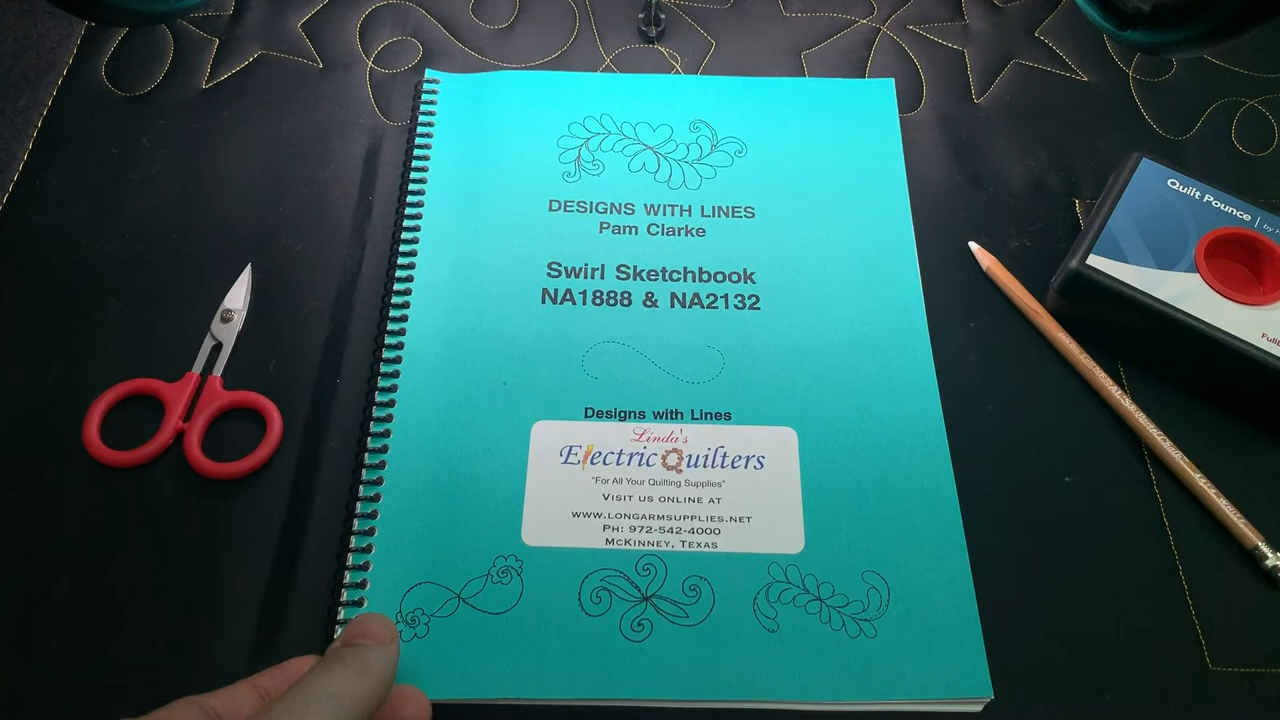 DESIGNS WITH LINES
Pam Clarke
Swirl Sketchbook
NA1888 & NA2132
Designs with Lines
Linda's
Electric Quilters
"For All Your Quilting Supplies"
VISIT US ONLINE AT
WWW.LONGARMSUPPLIES.NET
PH: 972-542-4000
MCKINNEY, TEXAS
Quilt Pounce | by